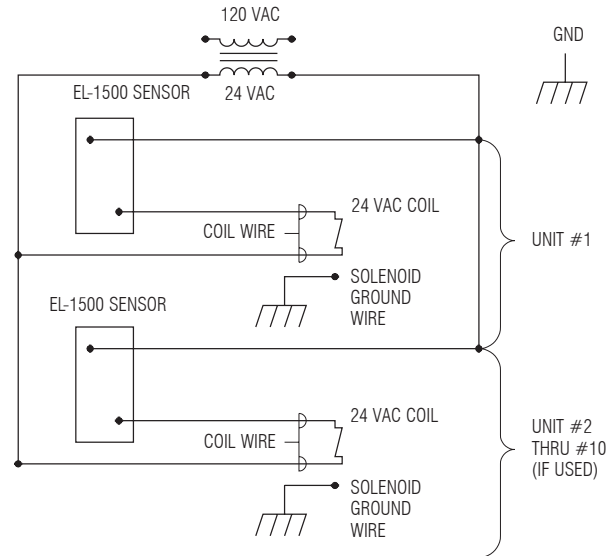 120 VAC
GND
24 VAC
EL-1500 SENSOR
24 VAC COIL
COIL WIRE
UNIT #1
SOLENOID
GROUND
WIRE
EL-1500 SENSOR
24 VAC COIL
COIL WIRE
UNIT #2
THRU #10
(IF USED)
SOLENOID
GROUND
WIRE